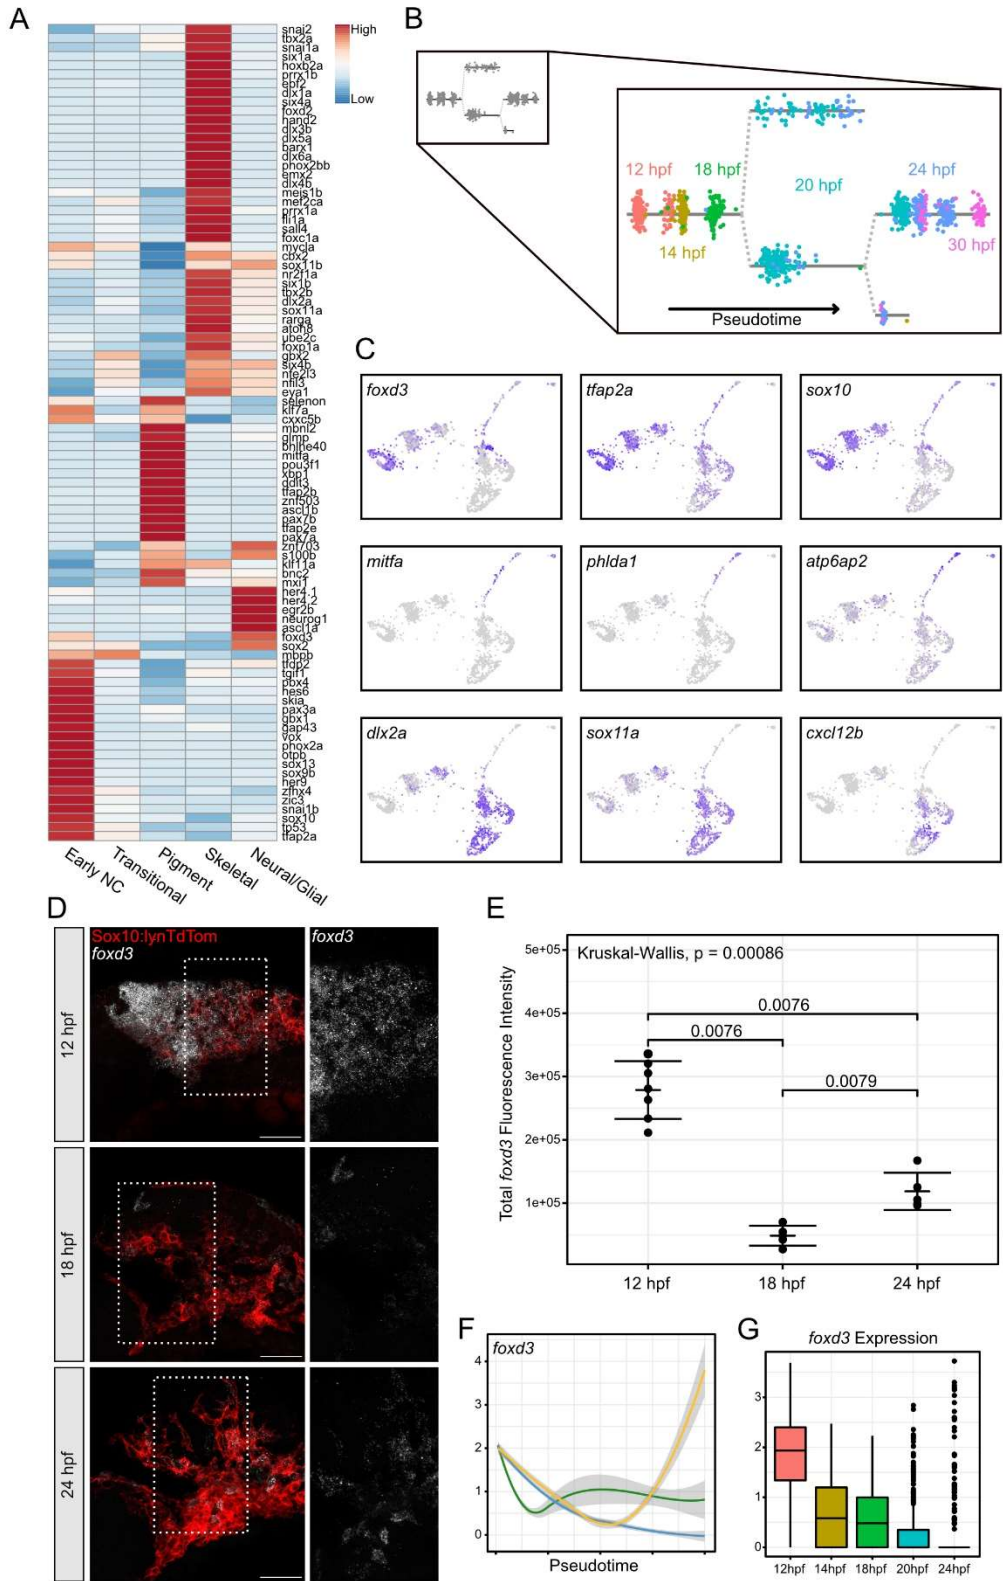 A
High
Low
snai2
tbx2a
snai1a
six1a
hoxb2a
prrx1b
ebf2
dlx1a
six4a
foxd2
hand2
dlx3b
dlx5a
barx1
dlx6a
phox2bb
emx2
dlx4b
meis1b
mef2ca
prrx1a
fli1a
sall4
foxc1a
mycla
cbx2
sox11b
nr2f1a
six1b
tbx2b
dlx2a
sox11a
rarga
atoh8
ube2c
foxp1a
gbx2
six4b
nfe2l3
nfil3
eya1
selenon
klf7a
cxxc5b
mbnl2
glmp
bhlhe40
mitfa
pou3f1
xbp1
ddit3
tfap2b
znf503
ascl1b
pax7b
tfap2e
pax7a
znf703
s100b
klf11a
bnc2
mxi1
her4.1
her4.2
egr2b
neurog1
ascl1a
foxd3
sox2
mbpb
tfdp2
tgif1
pbx4
hes6
skia
pax3a
gbx1
gap43
vox
phox2a
otpb
sox13
sox9b
her9
zfhx4
zic3
snai1b
sox10
tp53
tfap2a
Early NC
Transitional
Pigment
Skeletal
Neural/Glial
B
12 hpf
18 hpf
20 hpf
24 hpf
14 hpf
30 hpf
Pseudotime
C
foxd3
tfap2a
sox10
mitfa
phlda1
atp6ap2
dlx2a
sox11a
cxcl12b
D
Sox10:lynTdTom
foxd3
foxd3
12 hpf
18 hpf
24 hpf
E
Kruskal-Wallis, p = 0.00086
0.0076
0.0076
0.0079
Total foxd3 Fluorescence Intensity
5e+05
4e+05
3e+05
2e+05
1e+05
12 hpf
18 hpf
24 hpf
F
foxd3
4
3
2
1
0
Pseudotime
G
foxd3 Expression
2
1
0
12hpf
14hpf
18hpf
20hpf
24hpf